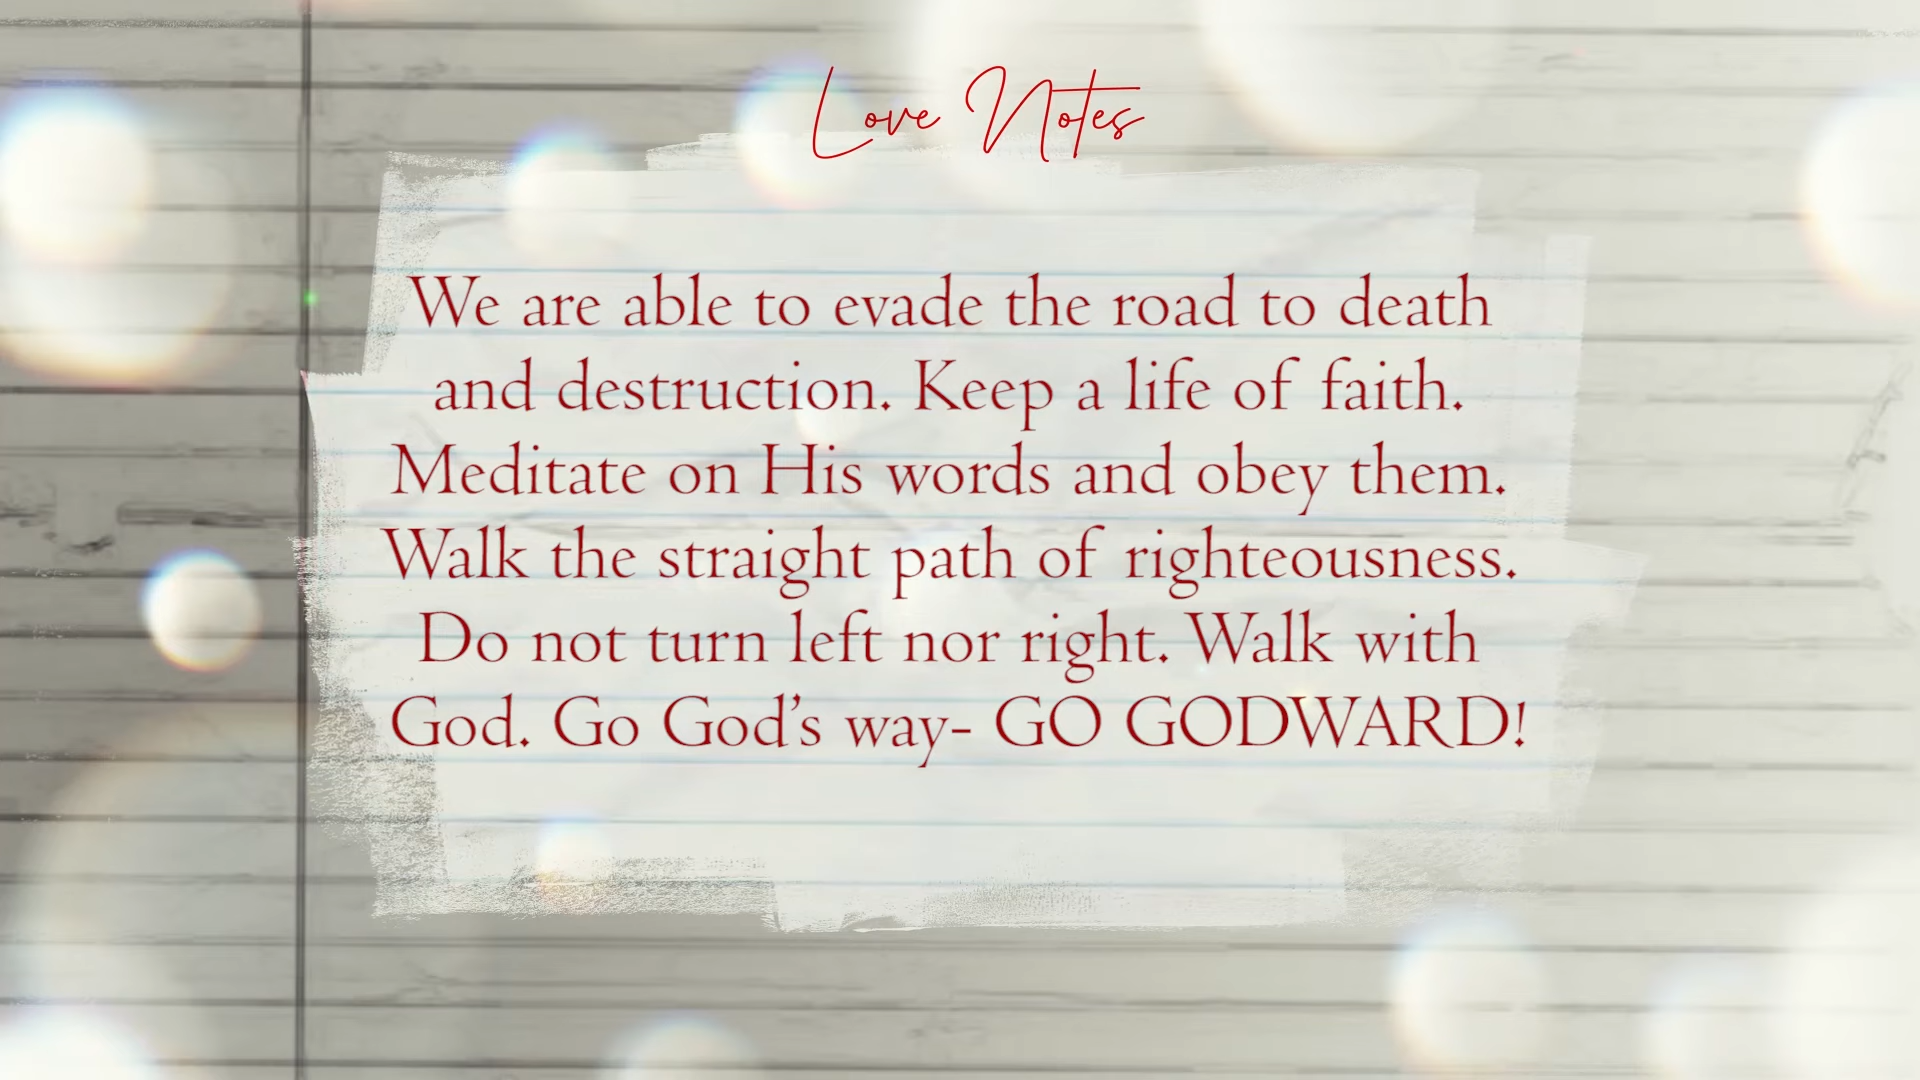 Love Notes
We are able to evade the road to death
and destruction. Keep a life of faith.
Meditate on His words and obey them.
Walk the straight path of righteousness.
Do not turn left nor right. Walk with
God. Go God’s way- GO GODWARD!